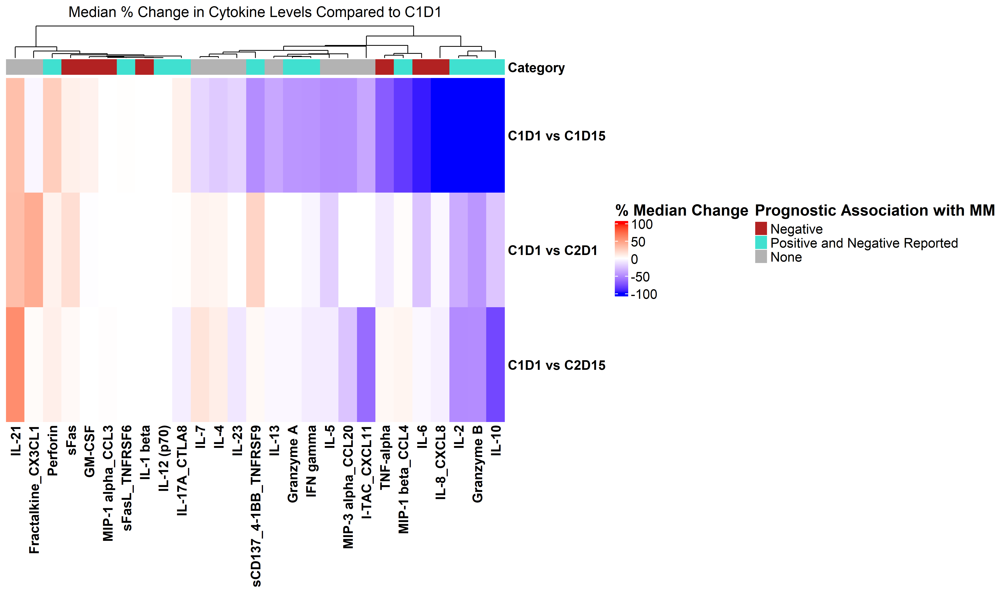 Median % Change in Cytokine Levels Compared to C1D1
Category
C1D1 vs C1D15
C1D1 vs C2D1
C1D1 vs C2D15
% Median Change
100
50
0
-50
-100
Prognostic Association with MM
Negative
Positive and Negative Reported
None
IL-21
Fractalkine_CX3CL1
Perforin
sFas
GM-CSF
MIP-1 alpha_CCL3
sFasL_TNFRSF6
IL-1 beta
IL-12 (p70)
IL-17A_CTLA8
IL-7
IL-4
IL-23
sCD137_4-1BB_TNFRSF9
IL-13
Granzyme A
IFN gamma
IL-5
MIP-3 alpha_CCL20
I-TAC_CXCL11
TNF-alpha
MIP-1 beta_CCL4
IL-6
IL-8_CXCL8
IL-2
Granzyme B
IL-10